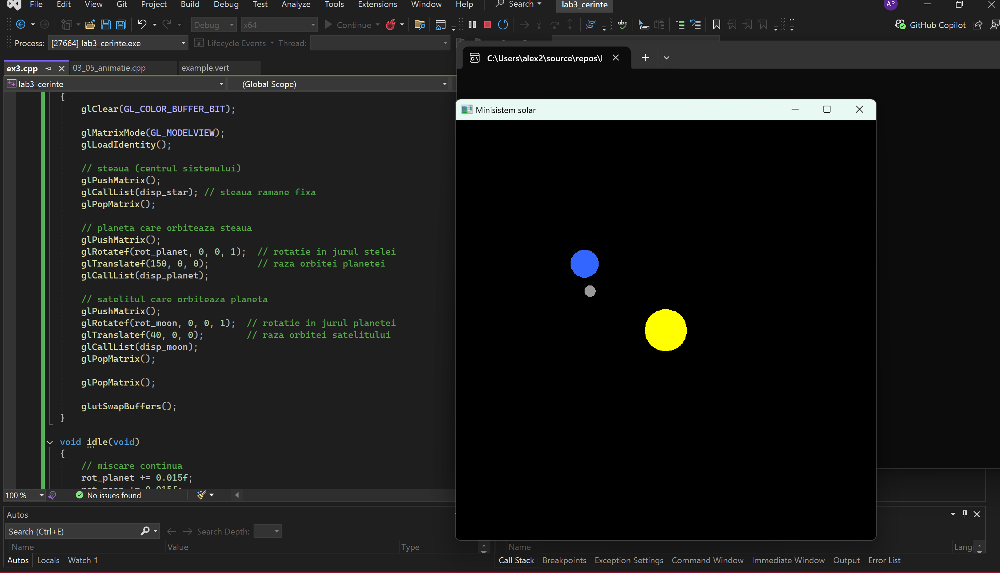 File Edit View Git Project Build Debug Test Analyze Tools Extensions Window Help Search lab3_cerinte AP
Debug x64 Continue abc GitHub Copilot
Process: [27664] lab3_cerinte.exe Lifecycle Events Thread:
C:\Users\alex2\source\repos\l
ex3.cpp 03_05_animatie.cpp example.vert
lab3_cerinte (Global Scope)
Minisistem solar
{
glClear(GL_COLOR_BUFFER_BIT);
glMatrixMode(GL_MODELVIEW);
glLoadIdentity();
// steaua (centrul sistemului)
glPushMatrix();
glCallList(disp_star); // steaua ramane fixa
glPopMatrix();
// planeta care orbiteaza steaua
glPushMatrix();
glRotatef(rot_planet, 0, 0, 1); // rotatie in jurul stelei
glTranslatef(150, 0, 0); // raza orbitei planetei
glCallList(disp_planet);
// satelitul care orbiteaza planeta
glPushMatrix();
glRotatef(rot_moon, 0, 0, 1); // rotatie in jurul planetei
glTranslatef(40, 0, 0); // raza orbitei satelitului
glCallList(disp_moon);
glPopMatrix();
glPopMatrix();
glutSwapBuffers();
}
void idle(void)
{
// miscare continua
rot_planet += 0.015f;
rot_moon += 0.015f;
100 % No issues found
Autos
Search (Ctrl+E) Search Depth:
Name Value Type
Name Langu
Autos Locals Watch 1
Call Stack Breakpoints Exception Settings Command Window Immediate Window Output Error List